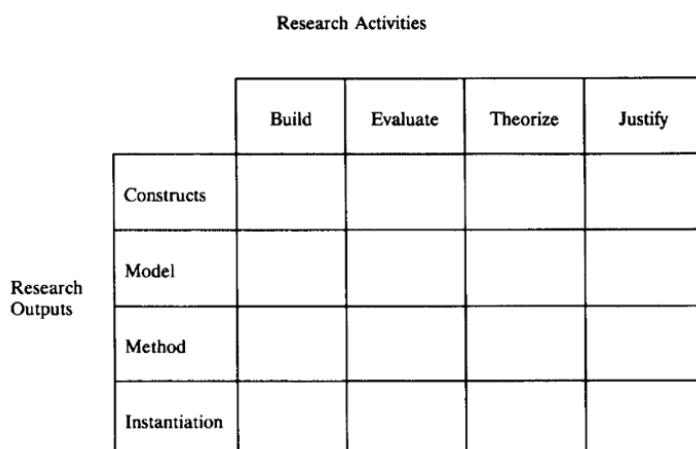 Research Activities
Build Evaluate Theorize Justify
Constructs
Model
Research
Outputs
Method
Instantiation